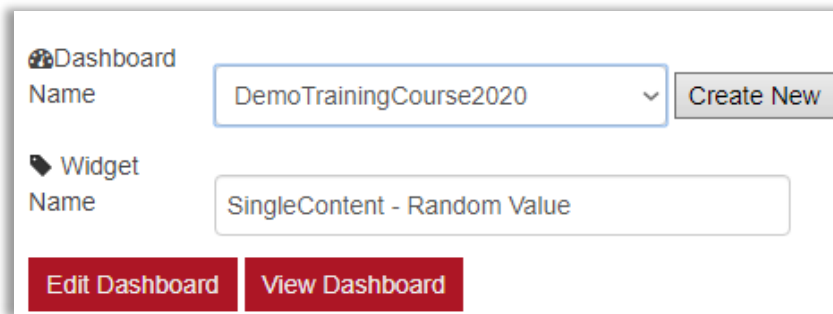 Dashboard
Name
DemoTrainingCourse2020
Create New
Widget
Name
SingleContent - Random Value
Edit Dashboard
View Dashboard